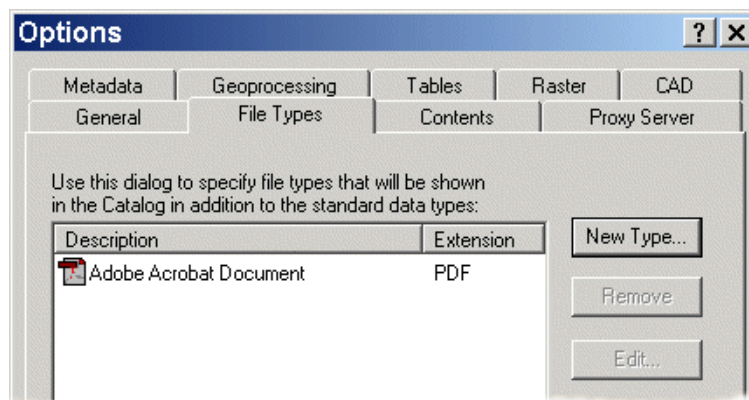 Options
Metadata Geoprocessing Tables Raster CAD
General File Types Contents Proxy Server
Use this dialog to specify file types that will be shown
in the Catalog in addition to the standard data types:
Description Extension New Type...
Adobe Acrobat Document PDF
Remove
Edit...